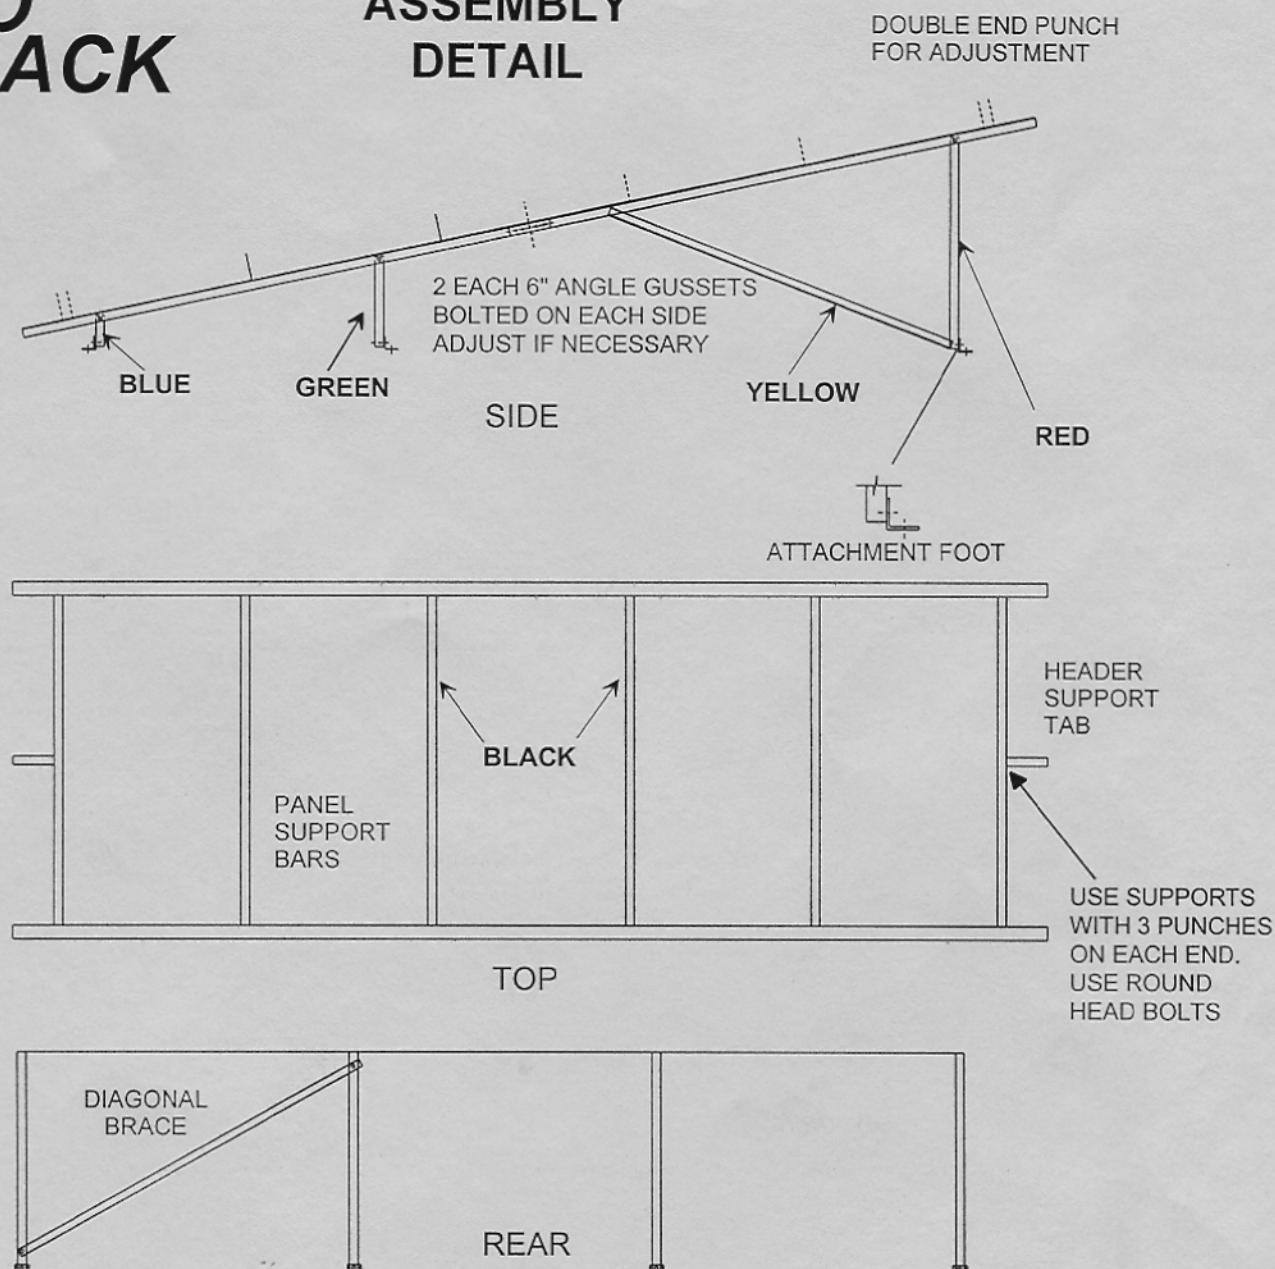 ACK
ASSEMBLY
DETAIL
DOUBLE END PUNCH
FOR ADJUSTMENT
2 EACH 6" ANGLE GUSSETS
BOLTED ON EACH SIDE
ADJUST IF NECESSARY
BLUE
GREEN
YELLOW
RED
SIDE
ATTACHMENT FOOT
HEADER
SUPPORT
TAB
BLACK
PANEL
SUPPORT
BARS
USE SUPPORTS
WITH 3 PUNCHES
ON EACH END.
USE ROUND
HEAD BOLTS
TOP
DIAGONAL
BRACE
REAR